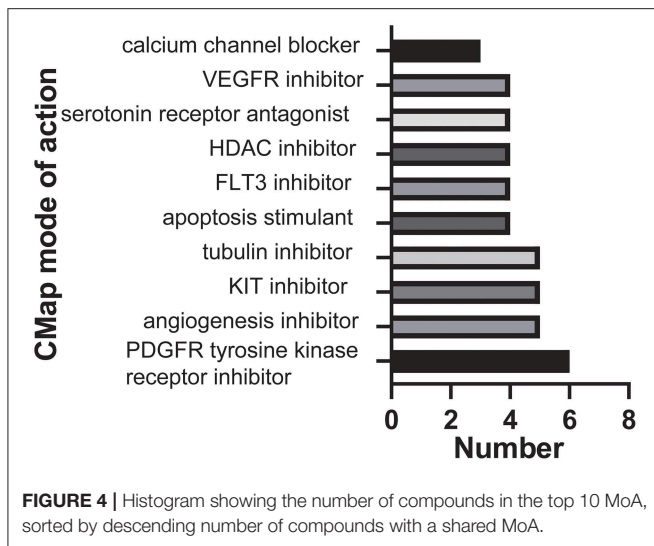 CMap mode of action
calcium channel blocker
VEGFR inhibitor
serotonin receptor antagonist
HDAC inhibitor
FLT3 inhibitor
apoptosis stimulant
tubulin inhibitor
KIT inhibitor
angiogenesis inhibitor
PDGFR tyrosine kinase
receptor inhibitor
0 2 4 6 8
Number
FIGURE 4 | Histogram showing the number of compounds in the top 10 MoA,
sorted by descending number of compounds with a shared MoA.